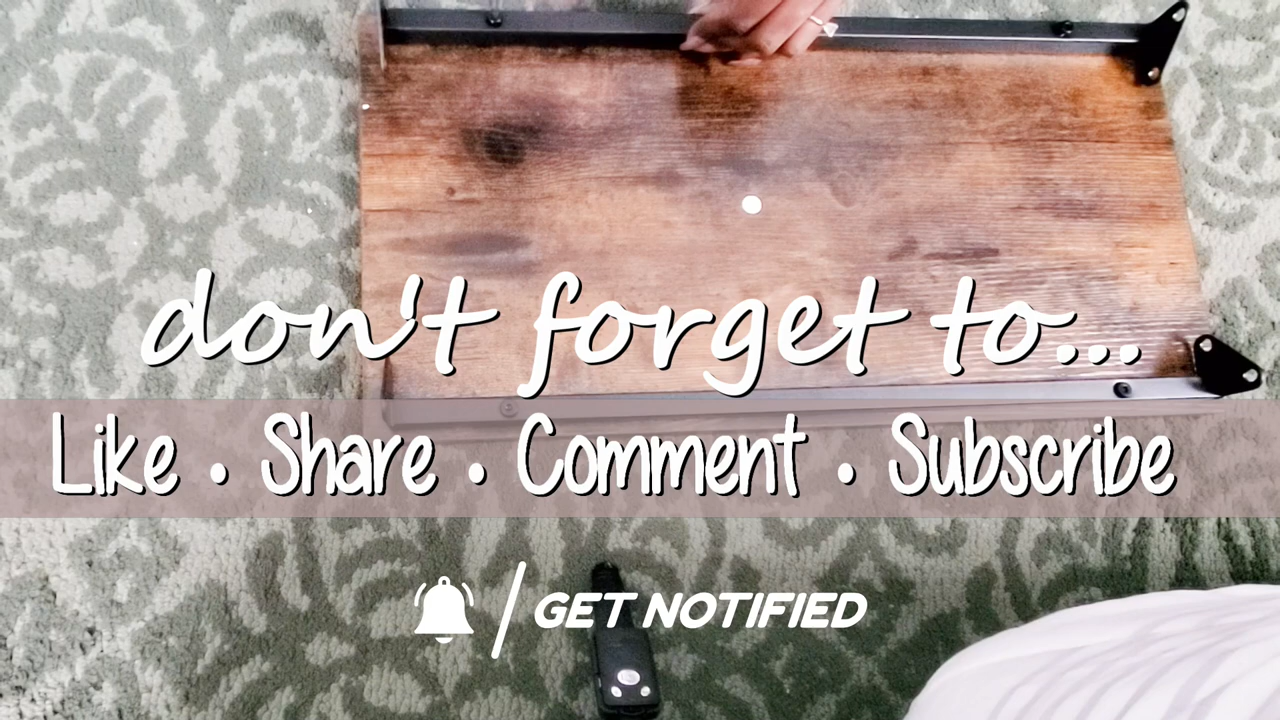 don't forget to...
Like • Share • Comment • Subscribe
GET NOTIFIED